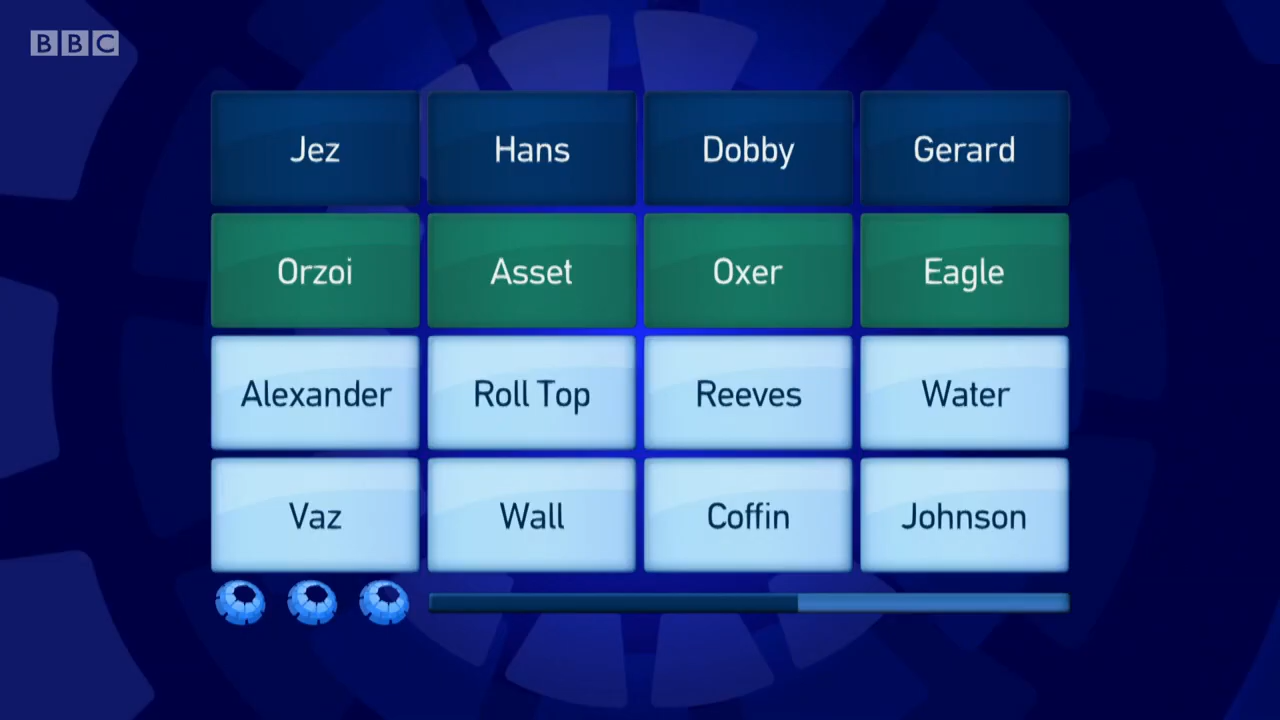 BBC
Jez Hans Dobby Gerard
Orzoi Asset Oxer Eagle
Alexander Roll Top Reeves Water
Vaz Wall Coffin Johnson